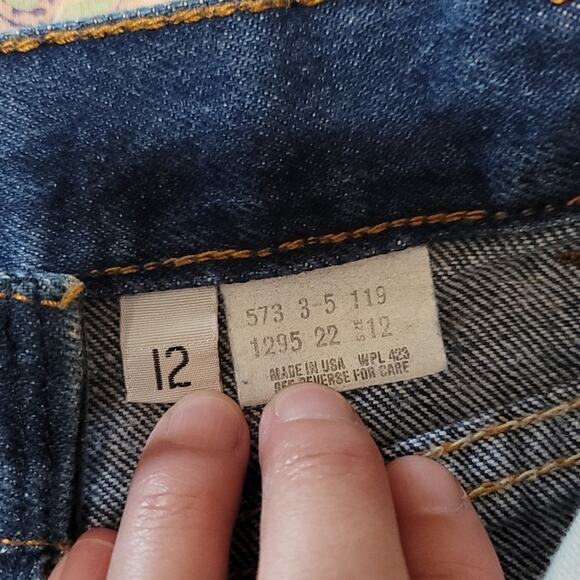 12
573 3-5 119
1295 22 SIZE 12
MADE IN USA WPL 423
SEE REVERSE FOR CARE